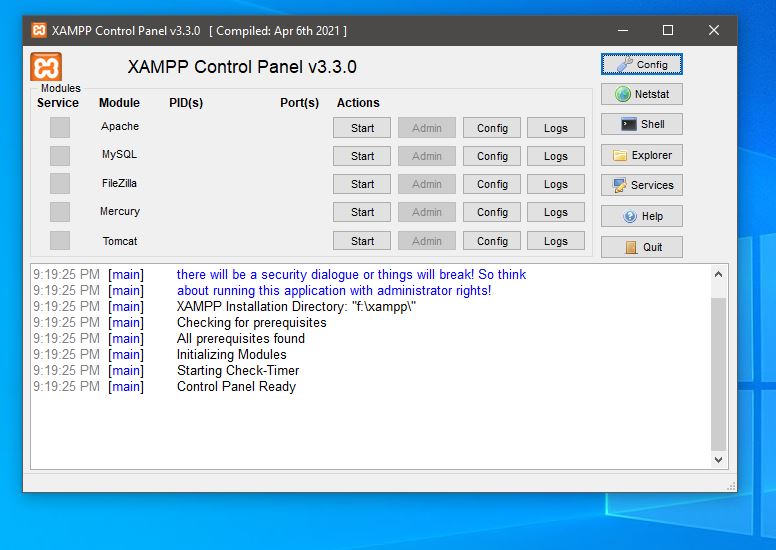 XAMPP Control Panel v3.3.0 [ Compiled: Apr 6th 2021 ]
XAMPP Control Panel v3.3.0
Config
Modules
Service Module PID(s) Port(s) Actions
Netstat
Apache Start Admin Config Logs
Shell
MySQL Start Admin Config Logs
Explorer
FileZilla Start Admin Config Logs
Services
Mercury Start Admin Config Logs
Help
Tomcat Start Admin Config Logs
Quit
9:19:25 PM [main] there will be a security dialogue or things will break! So think
9:19:25 PM [main] about running this application with administrator rights!
9:19:25 PM [main] XAMPP Installation Directory: "f:\xampp\"
9:19:25 PM [main] Checking for prerequisites
9:19:25 PM [main] All prerequisites found
9:19:25 PM [main] Initializing Modules
9:19:25 PM [main] Starting Check-Timer
9:19:25 PM [main] Control Panel Ready